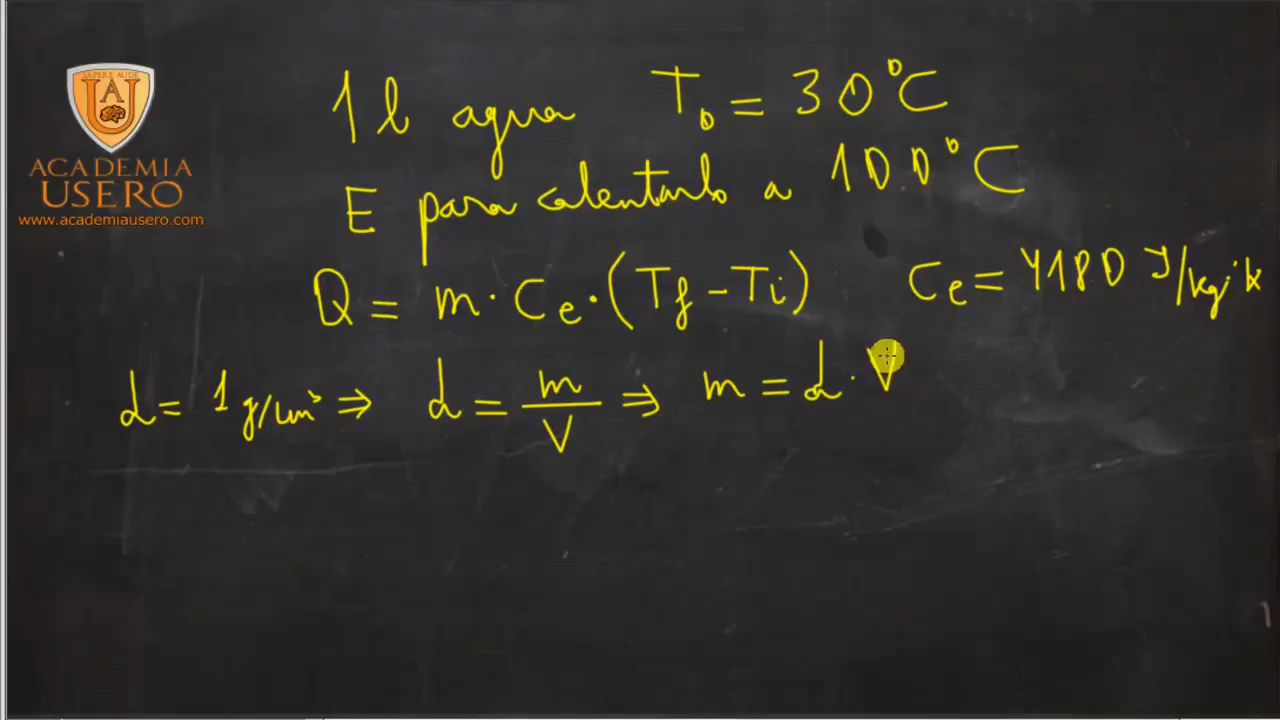 SAPERE AUDE
UA
ACADEMIA
USERO
www.academiausero.com
1 l agua T₀ = 30°C
E para calentarlo a 100°C
Q = m · Ce · (Tf - Ti) Ce = 4180 J/kg·k
d = 1 g/cm³ ⇒ d = m/V ⇒ m = d · V